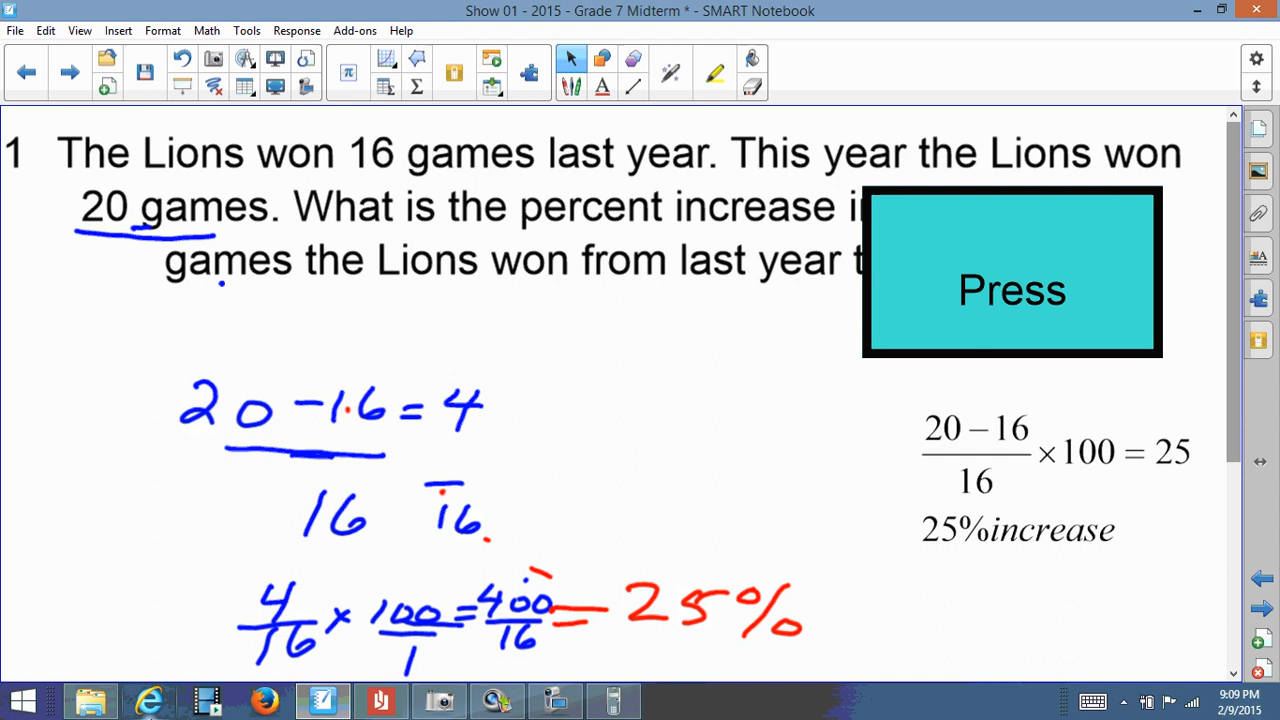 Show 01 - 2015 - Grade 7 Midterm * - SMART Notebook
File Edit View Insert Format Math Tools Response Add-ons Help
1 The Lions won 16 games last year. This year the Lions won
20 games. What is the percent increase i
games the Lions won from last year t
Press
20 - 16 = 4
16 16
4/16 × 100/1 = 400/16 = 25%
20 – 16
16
×100 = 25
25%increase
9:09 PM
2/9/2015